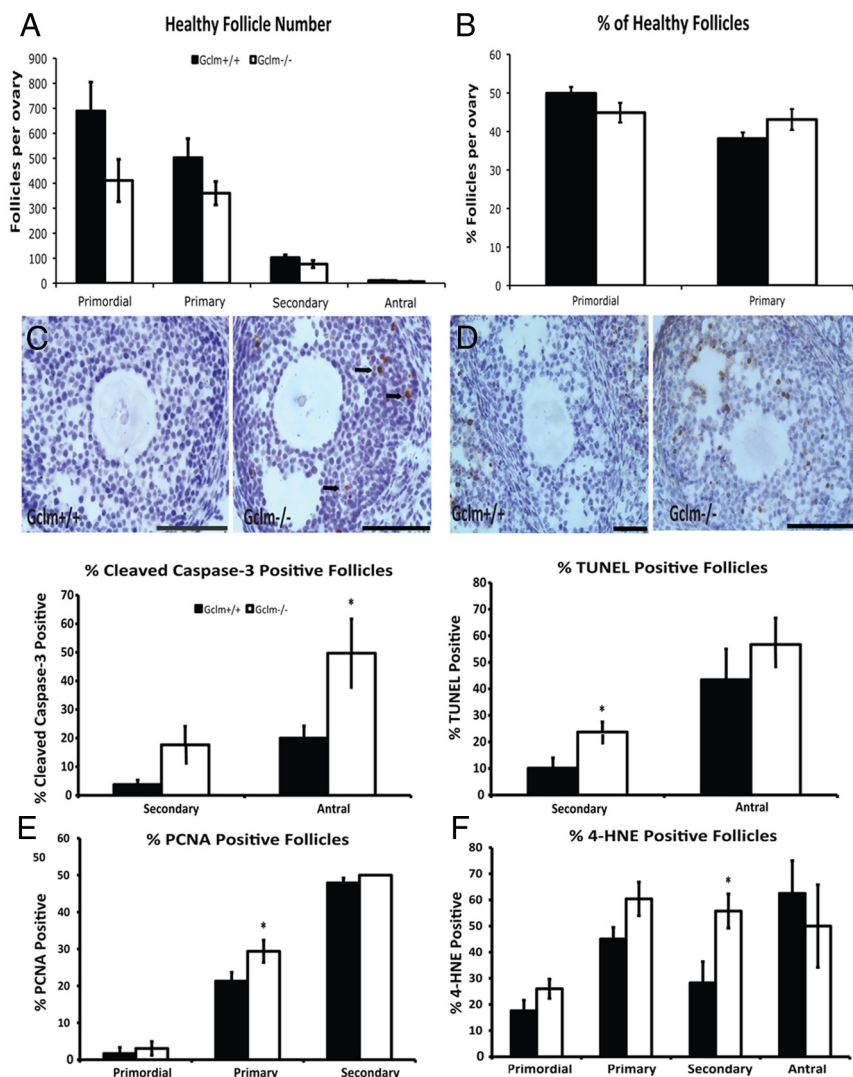 A
Healthy Follicle Number
Gclm+/+ Gclm-/-
Follicles per ovary
900
800
700
600
500
400
300
200
100
0
Primordial Primary Secondary Antral
B
% of Healthy Follicles
% Follicles per ovary
60
50
40
30
20
10
0
Primordial Primary
C
Gclm+/+ Gclm-/-
D
Gclm+/+ Gclm-/-
% Cleaved Caspase-3 Positive Follicles
Gclm+/+ Gclm-/-
% Cleaved Caspase-3 Positive
70
60
50
40
30
20
10
0
*
Secondary Antral
% TUNEL Positive Follicles
% TUNEL Positive
80
70
60
50
40
30
20
10
0
*
Secondary Antral
E
% PCNA Positive Follicles
% PCNA Positive
60
50
50
40
30
20
10
0
*
Primordial Primary Secondary
F
% 4-HNE Positive Follicles
% 4-HNE Positive
80
70
60
50
40
30
20
10
0
*
Primordial Primary Secondary Antral